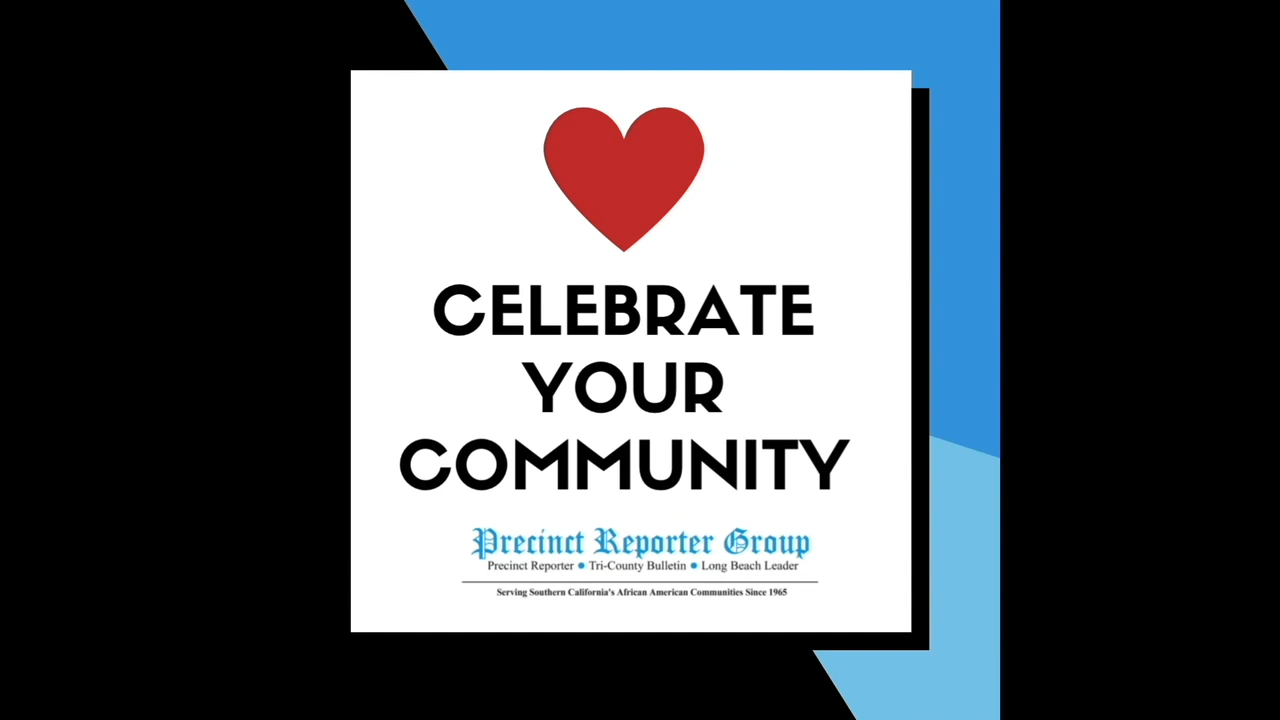 CELEBRATE
YOUR
COMMUNITY
Precinct Reporter Group
Precinct Reporter • Tri-County Bulletin • Long Beach Leader
Serving Southern California's African American Communities Since 1965